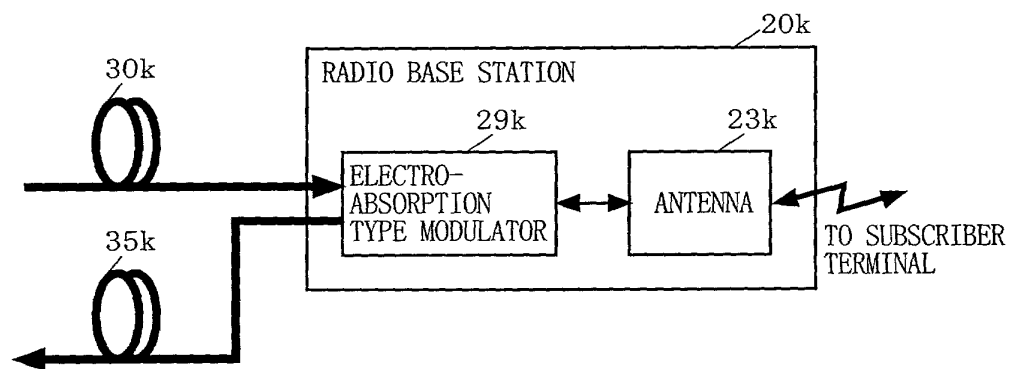 20k
30k
RADIO BASE STATION
29k
23k
ELECTRO-
ABSORPTION
TYPE MODULATOR
ANTENNA
35k
TO SUBSCRIBER
TERMINAL